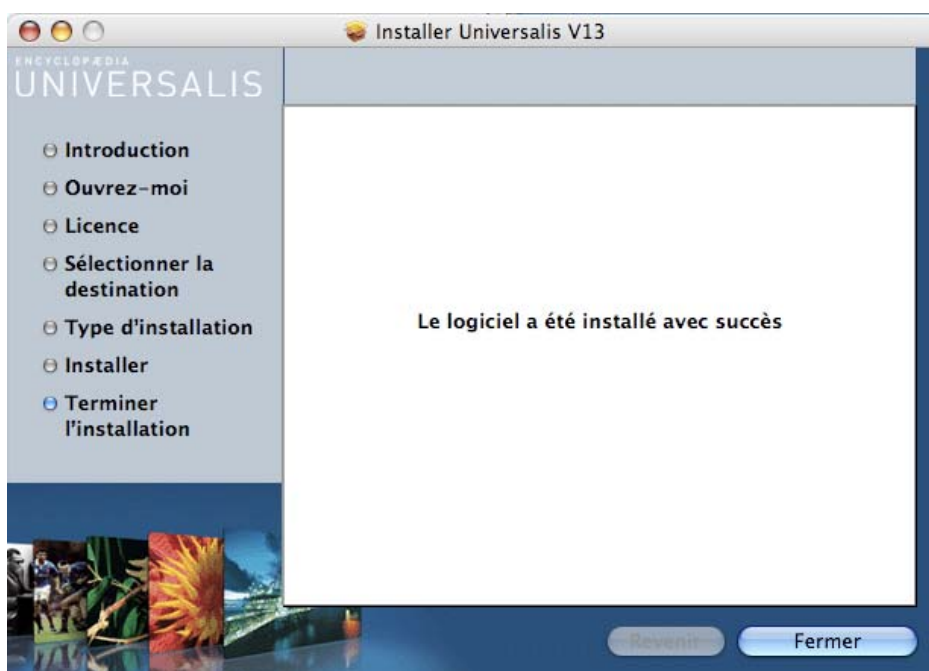 Installer Universalis V13
ENCYCLOPÆDIA
UNIVERSALIS
Introduction
Ouvrez-moi
Licence
Sélectionner la
destination
Type d'installation
Installer
Terminer
l'installation
Le logiciel a été installé avec succès
Revenir
Fermer